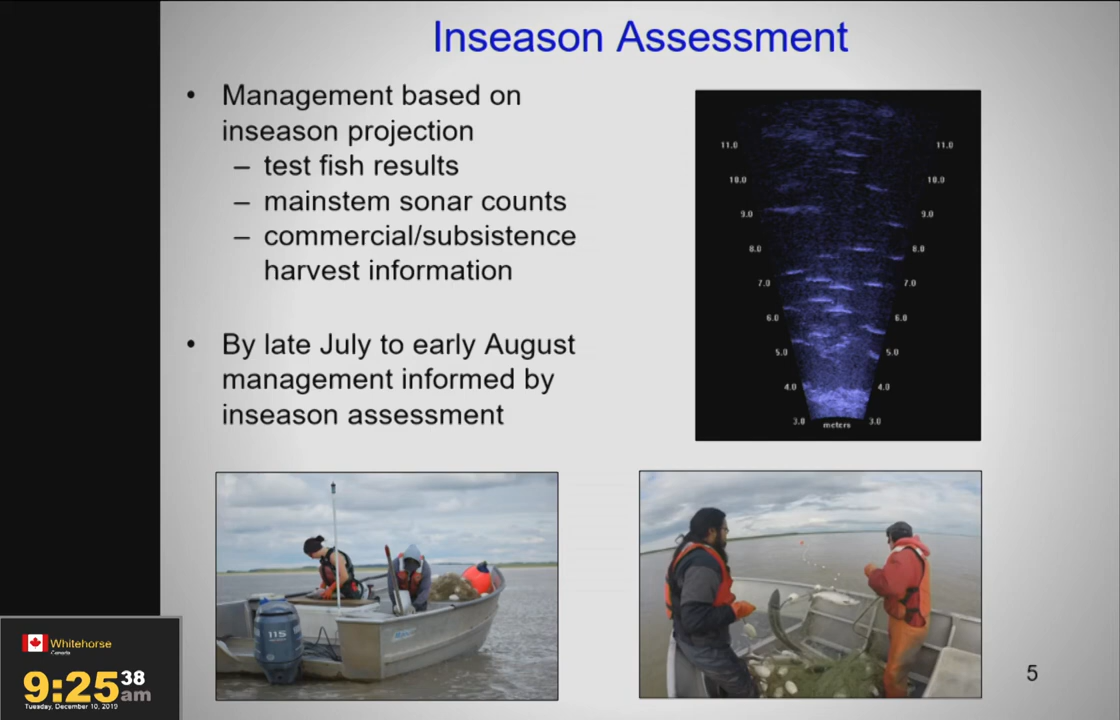 Inseason Assessment
• Management based on
inseason projection
– test fish results
– mainstem sonar counts
– commercial/subsistence
harvest information
• By late July to early August
management informed by
inseason assessment
11.0 11.0
10.0 10.0
9.0 9.0
8.0 8.0
7.0 7.0
6.0 6.0
5.0 5.0
4.0 4.0
3.0 meters 3.0
115
5
Whitehorse
Canada
9:25 38 am
Tuesday, December 10, 2019